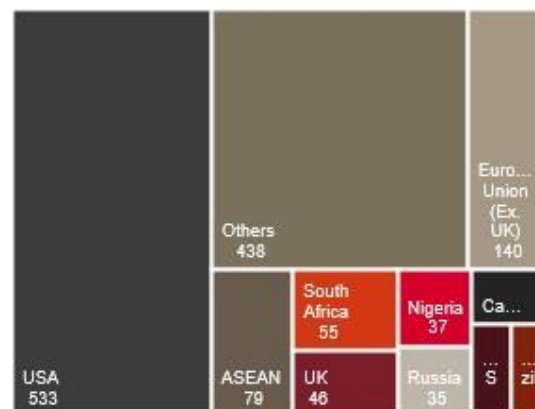 USA
533
Others
438
Euro...
Union
(Ex.
UK)
140
ASEAN
79
South
Africa
55
UK
46
Nigeria
37
Russia
35
Ca...
...
S
...
zil